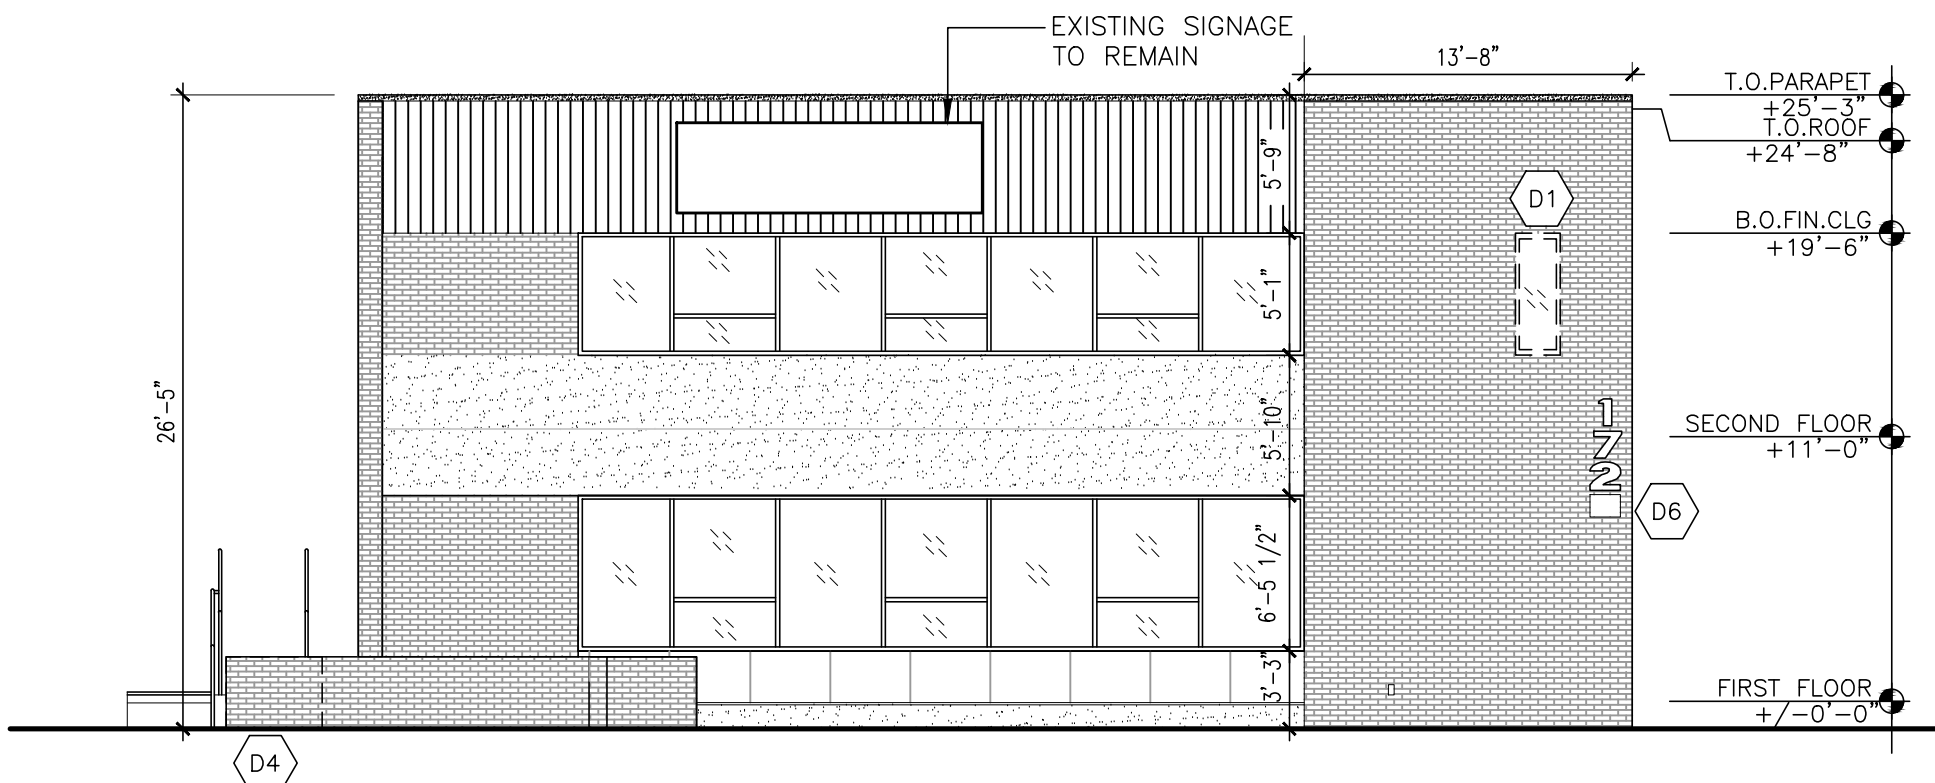 EXISTING SIGNAGE
TO REMAIN
13'-8"
T.O.PARAPET
+25'-3"
T.O.ROOF
+24'-8"
5'-9"
D1
B.O.FIN.CLG
+19'-6"
5'-1"
26'-5"
5'-10"
1
7
2
SECOND FLOOR
+11'-0"
D6
6'-5 1/2"
3'-3"
FIRST FLOOR
+/-0'-0"
D4